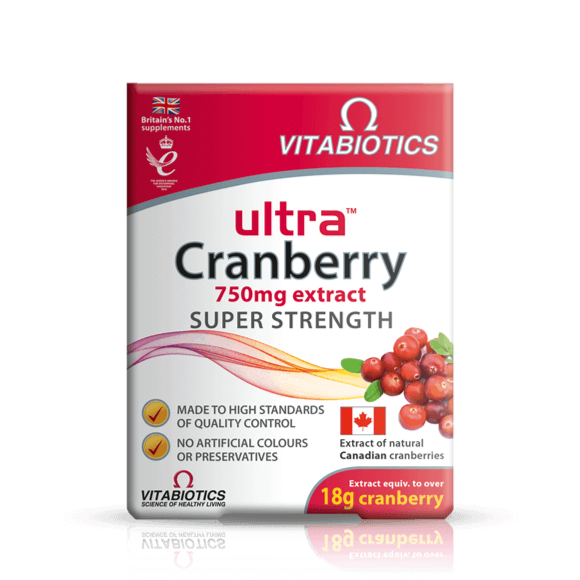 Britain's No.1
supplements
Ω
VITABIOTICS
ultra™
Cranberry
750mg extract
SUPER STRENGTH
MADE TO HIGH STANDARDS
OF QUALITY CONTROL
NO ARTIFICIAL COLOURS
OR PRESERVATIVES
Extract of natural
Canadian cranberries
Extract equiv. to over
18g cranberry
Ω
VITABIOTICS
SCIENCE OF HEALTHY LIVING